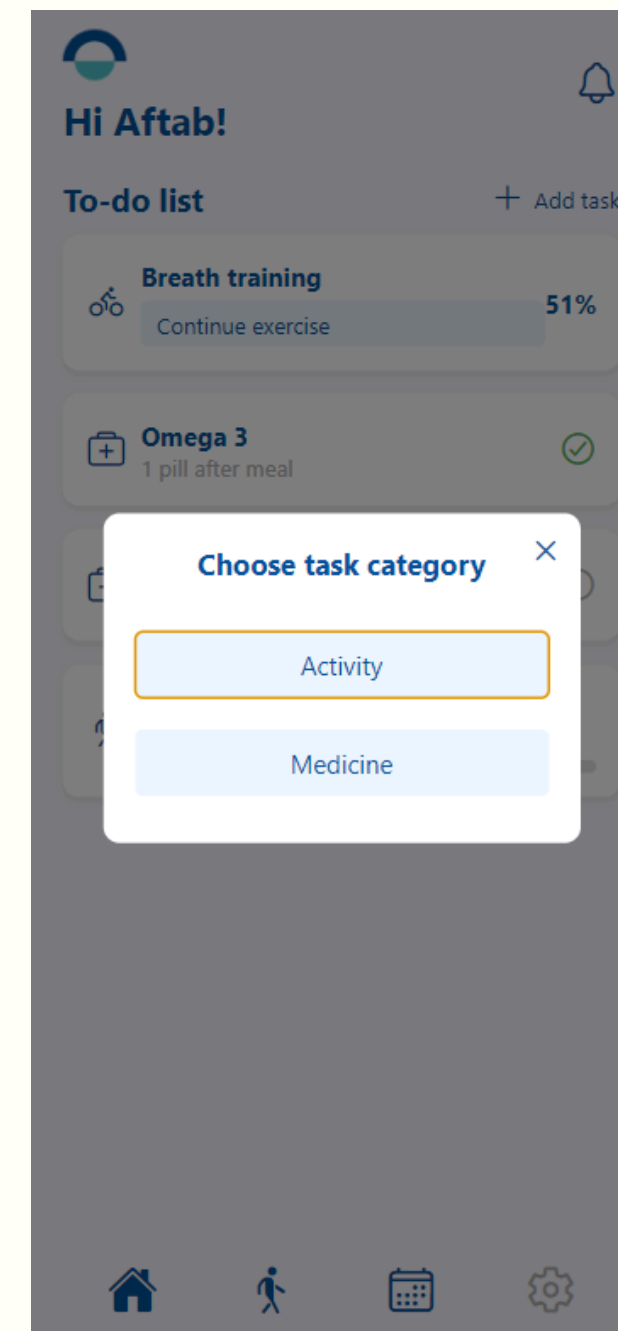 Hi Aftab!
To-do list
Add task
Breath training
Continue exercise
51%
Omega 3
1 pill after meal
Choose task category
Activity
Medicine